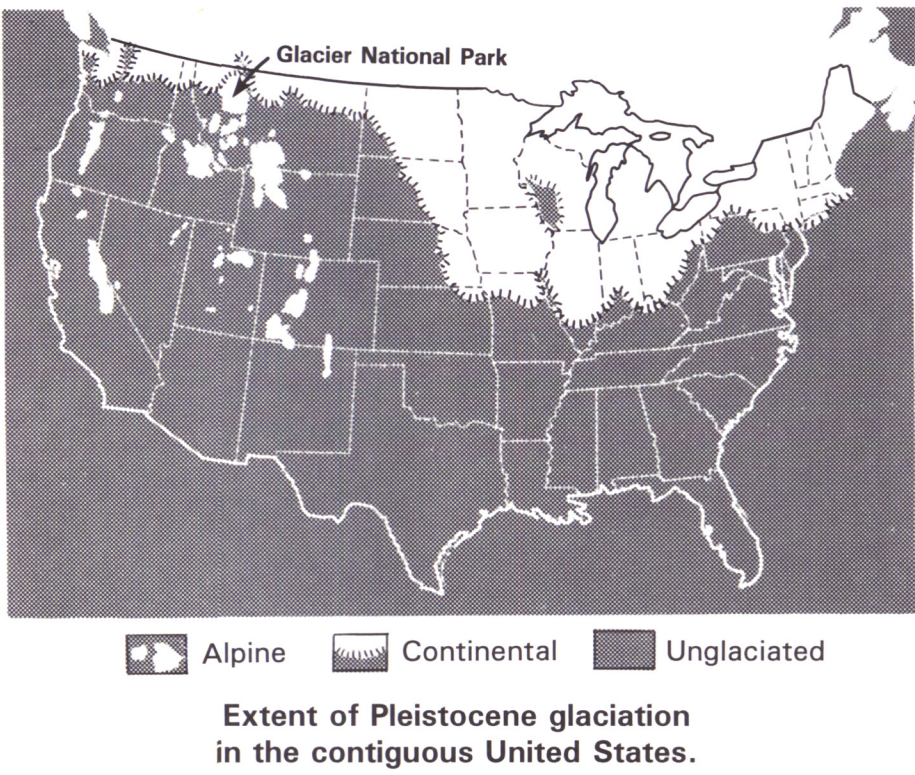 Glacier National Park
Alpine
Continental
Unglaciated
Extent of Pleistocene glaciation
in the contiguous United States.